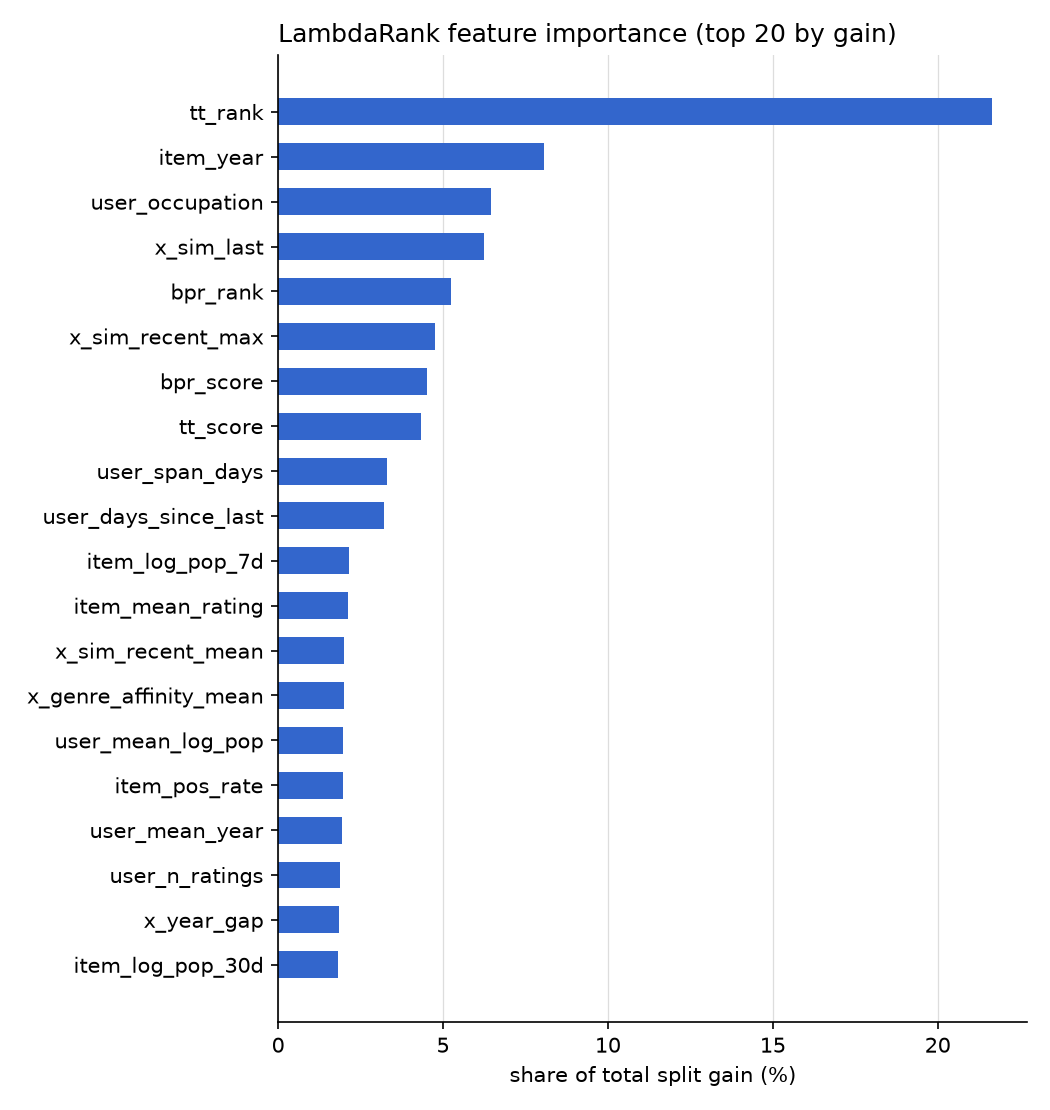 LambdaRank feature importance (top 20 by gain)
tt_rank
item_year
user_occupation
x_sim_last
bpr_rank
x_sim_recent_max
bpr_score
tt_score
user_span_days
user_days_since_last
item_log_pop_7d
item_mean_rating
x_sim_recent_mean
x_genre_affinity_mean
user_mean_log_pop
item_pos_rate
user_mean_year
user_n_ratings
x_year_gap
item_log_pop_30d
0 5 10 15 20
share of total split gain (%)